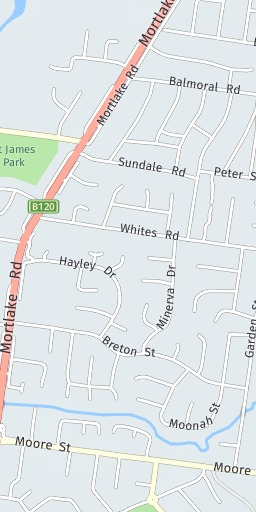 Mortlake
Mortlake Rd
Balmoral Rd
t James
Park
Sundale Rd
Peter S
B120
Whites Rd
Hayley Dr
Minerva Dr
Mortlake Rd
Garden St
Breton St
Moonah St
Moore St
Moore